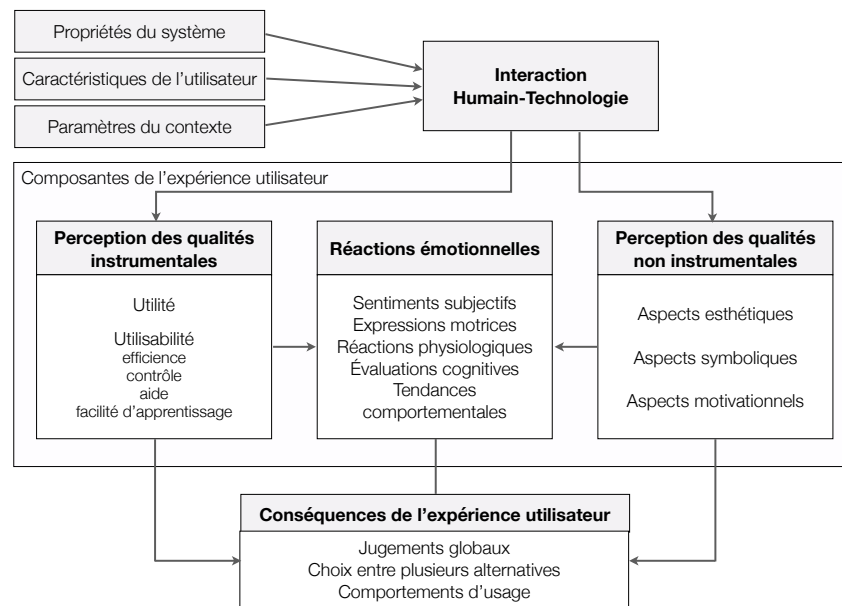 Propriétés du système
Caractéristiques de l'utilisateur
Paramètres du contexte
Interaction
Humain-Technologie
Composantes de l'expérience utilisateur
Perception des qualités
instrumentales
Utilité
Utilisabilité
efficience
contrôle
aide
facilité d'apprentissage
Réactions émotionnelles
Sentiments subjectifs
Expressions motrices
Réactions physiologiques
Évaluations cognitives
Tendances
comportementales
Perception des qualités
non instrumentales
Aspects esthétiques
Aspects symboliques
Aspects motivationnels
Conséquences de l'expérience utilisateur
Jugements globaux
Choix entre plusieurs alternatives
Comportements d'usage